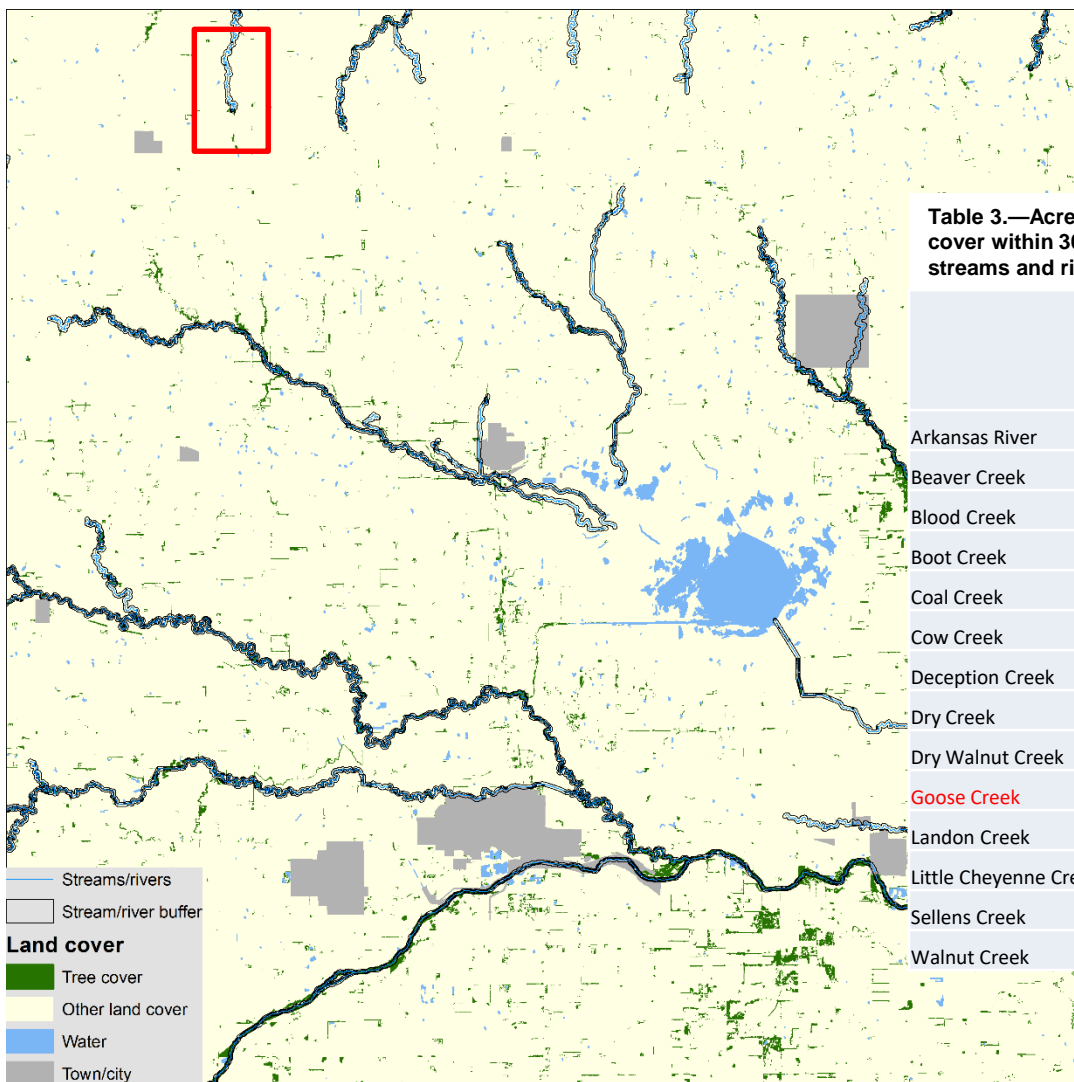 Table 3.—Acre
cover within 30
streams and ri
Arkansas River
Beaver Creek
Blood Creek
Boot Creek
Coal Creek
Cow Creek
Deception Creek
Dry Creek
Dry Walnut Creek
Goose Creek
Landon Creek
Little Cheyenne Cre
Sellens Creek
Walnut Creek
Streams/rivers
Stream/river buffer
Land cover
Tree cover
Other land cover
Water
Town/city